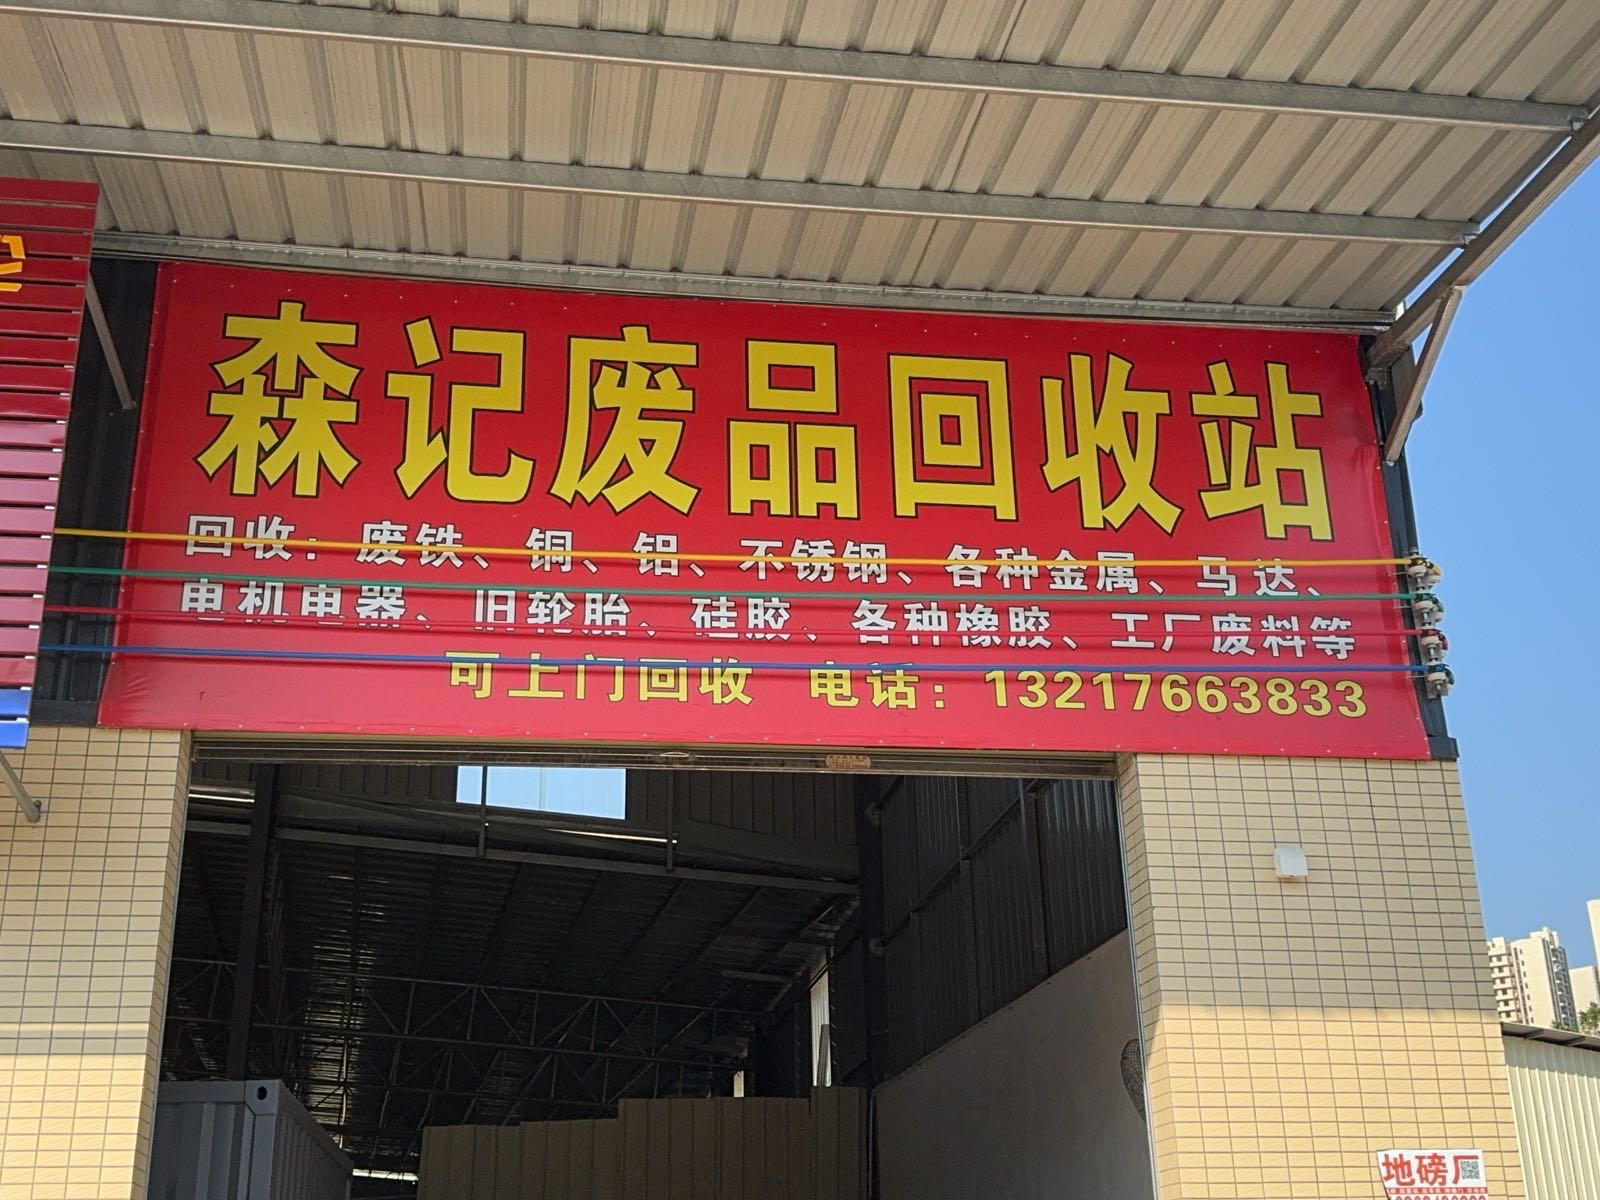 森记废品回收站
回收：废铁、铜、铝、不锈钢、各种金属、马达、
电机电器、旧轮胎、硅胶、各种橡胶、工厂废料等
可上门回收 电话：13217663833
地磅厂